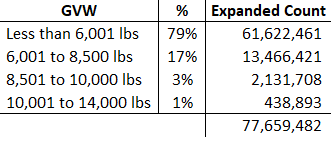 GVW % Expanded Count
Less than 6,001 lbs 79% 61,622,461
6,001 to 8,500 lbs 17% 13,466,421
8,501 to 10,000 lbs 3% 2,131,708
10,001 to 14,000 lbs 1% 438,893
77,659,482